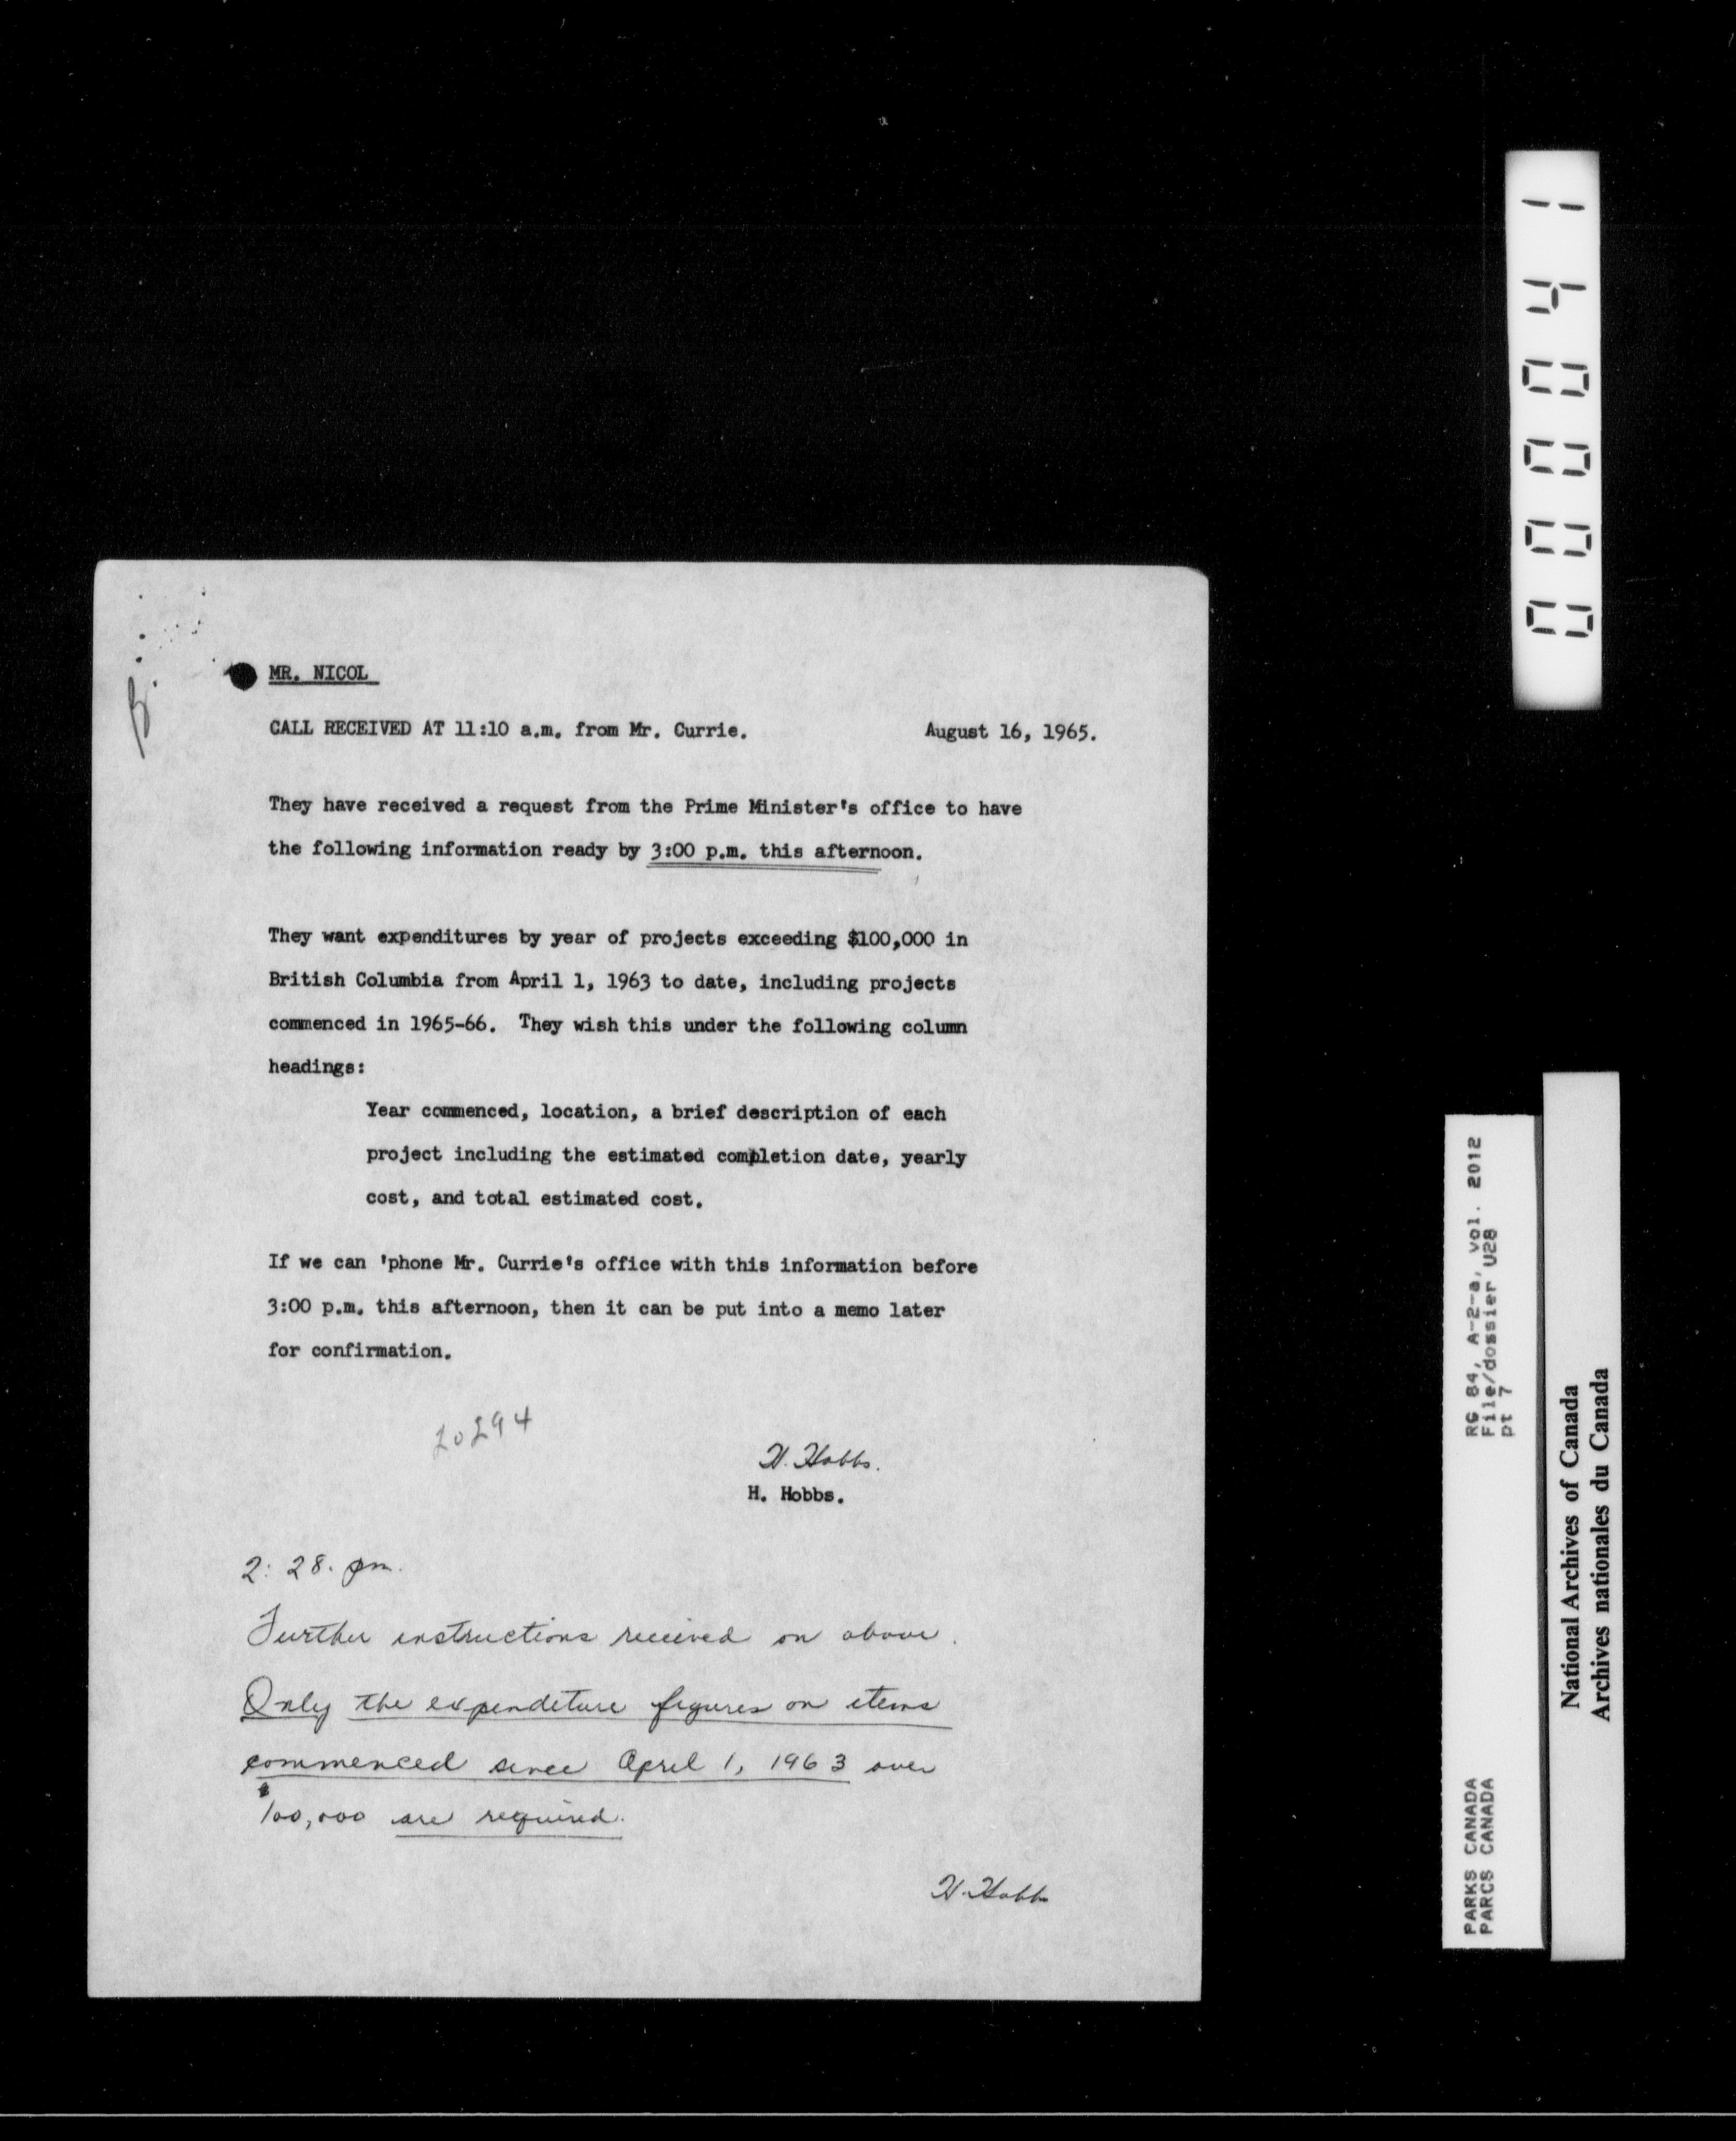 MR. NICOL
CALL RECEIVED AT 11:10 a.m. from Mr. Currie. August 16, 1965.
They have received a request from the Prime Minister's office to have
the following information ready by 3:00 p.m. this afternoon.
They want expenditures by year of projects exceeding $100,000 in
British Columbia from April 1, 1963 to date, including projects
commenced in 1965-66. They wish this under the following column
headings:
Year commenced, location, a brief description of each
project including the estimated completion date, yearly
cost, and total estimated cost.
If we can 'phone Mr. Currie's office with this information before
3:00 p.m. this afternoon, then it can be put into a memo later
for confirmation.
20294
H. Hobbs.
H. Hobbs.
2:28. pm.
Further instructions received on above.
Only the expenditure figures on items
commenced since April 1, 1963 over
$100,000 are required.
H. Hobbs
000041
RG 84, A-2-a, vol. 2012
File/dossier U28
pt 7
PARKS CANADA
PARCS CANADA
National Archives of Canada
Archives nationales du Canada